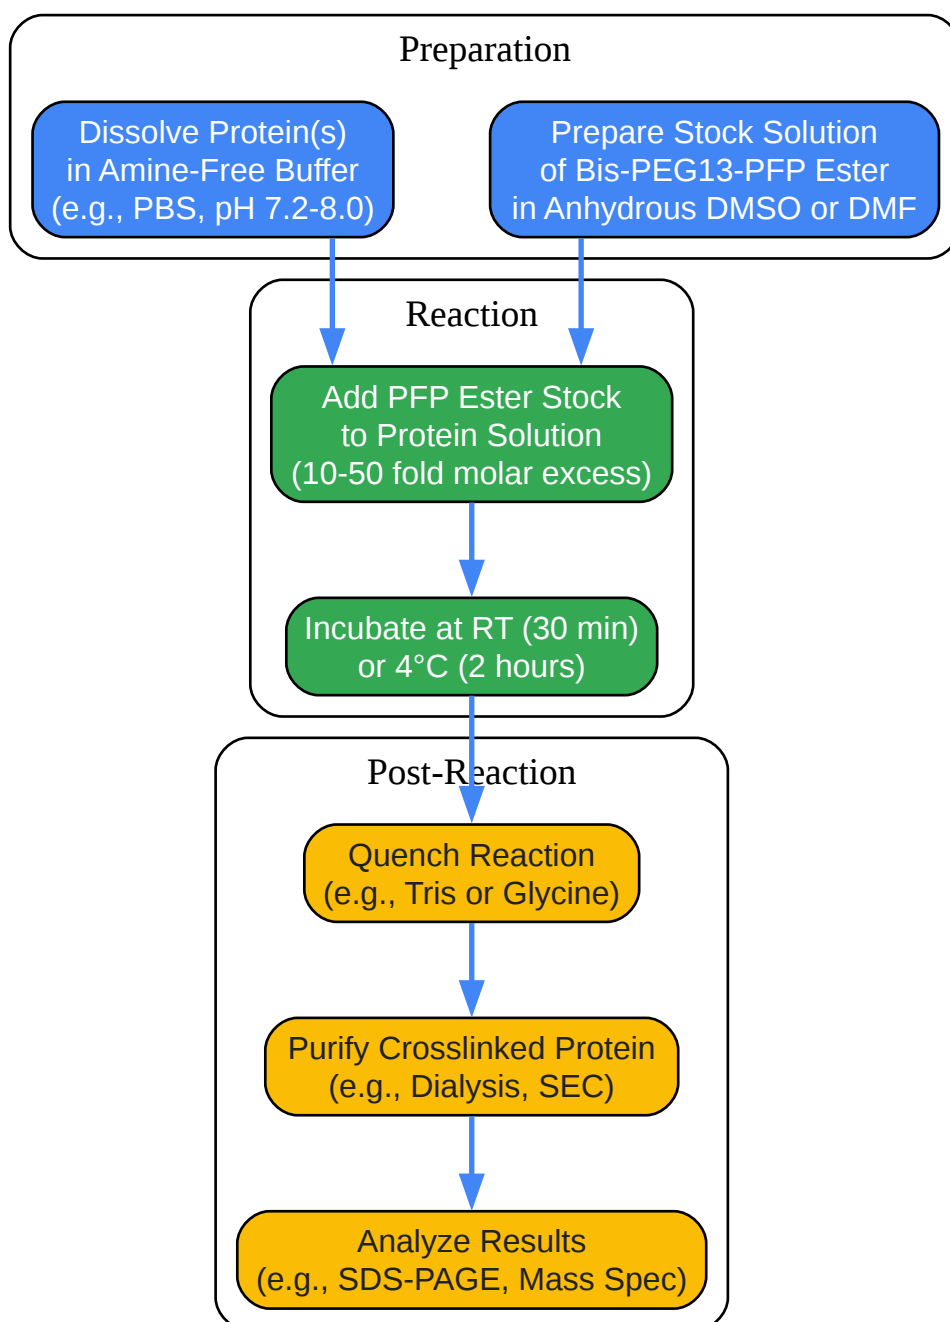 Preparation
Dissolve Protein(s)
in Amine-Free Buffer
(e.g., PBS, pH 7.2-8.0)
Prepare Stock Solution
of Bis-PEG13-PFP Ester
in Anhydrous DMSO or DMF
Reaction
Add PFP Ester Stock
to Protein Solution
(10-50 fold molar excess)
Incubate at RT (30 min)
or 4°C (2 hours)
Post-Reaction
Quench Reaction
(e.g., Tris or Glycine)
Purify Crosslinked Protein
(e.g., Dialysis, SEC)
Analyze Results
(e.g., SDS-PAGE, Mass Spec)